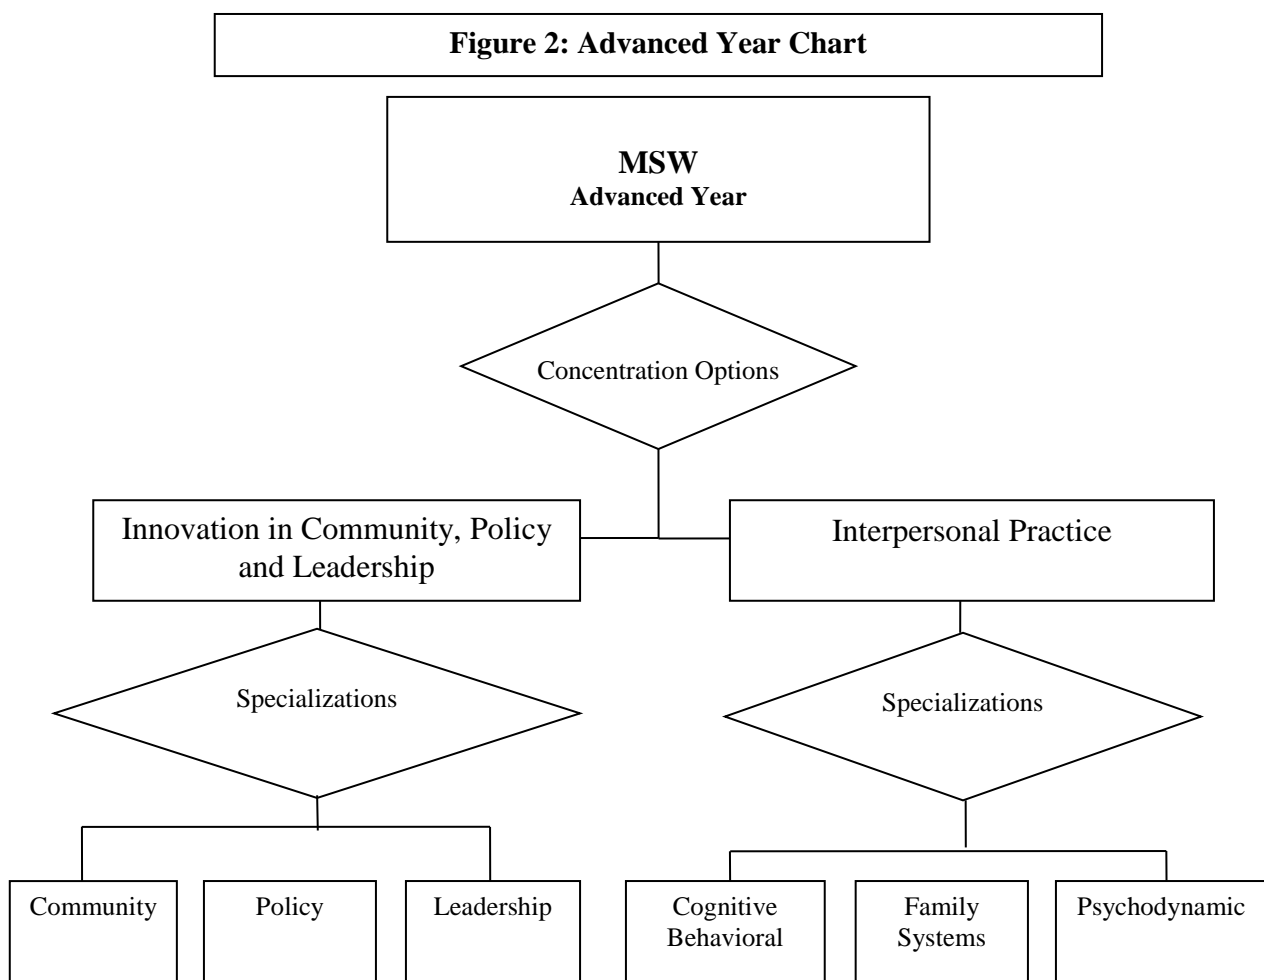 Figure 2: Advanced Year Chart
MSW
Advanced Year
Concentration Options
Innovation in Community, Policy
and Leadership
Interpersonal Practice
Specializations
Specializations
Community
Policy
Leadership
Cognitive
Behavioral
Family
Systems
Psychodynamic